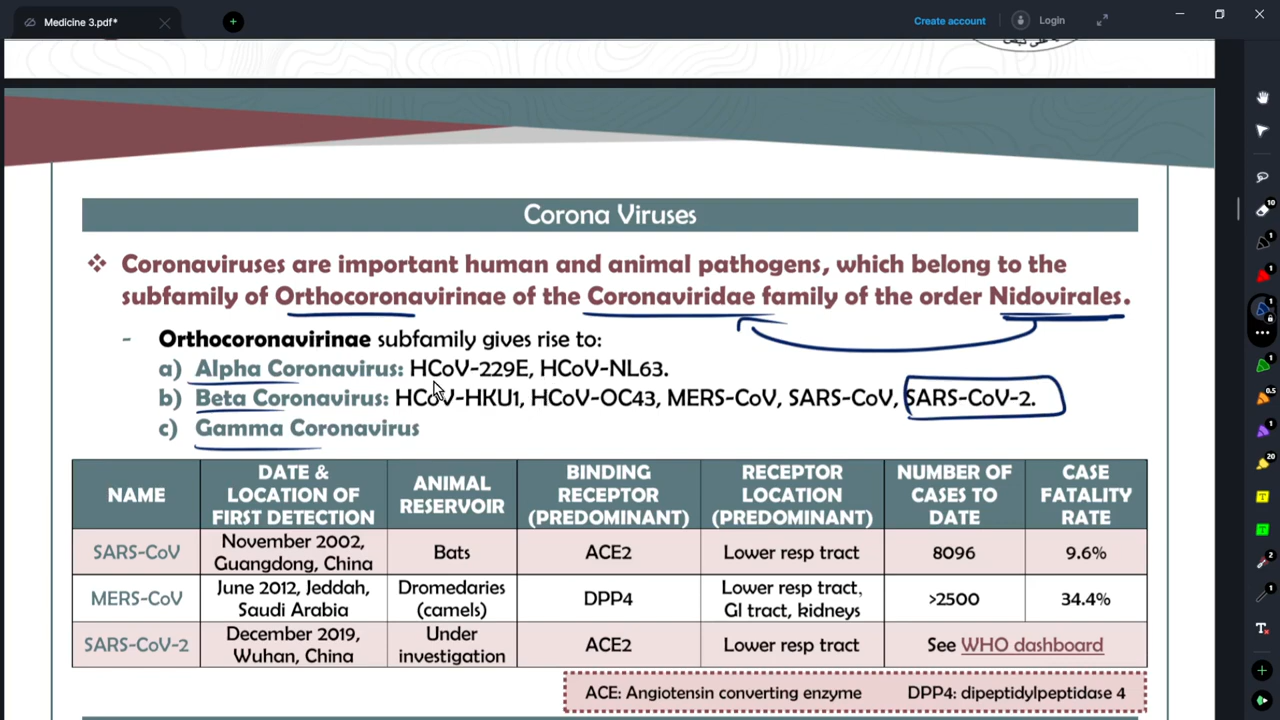 Medicine 3.pdf*
Create account
Login
Corona Viruses
❖ Coronaviruses are important human and animal pathogens, which belong to the
subfamily of Orthocoronavirinae of the Coronaviridae family of the order Nidovirales.
- Orthocoronavirinae subfamily gives rise to:
a) Alpha Coronavirus: HCoV-229E, HCoV-NL63.
b) Beta Coronavirus: HCoV-HKU1, HCoV-OC43, MERS-CoV, SARS-CoV, SARS-CoV-2.
c) Gamma Coronavirus
NAME
DATE &
LOCATION OF
FIRST DETECTION
ANIMAL
RESERVOIR
BINDING
RECEPTOR
(PREDOMINANT)
RECEPTOR
LOCATION
(PREDOMINANT)
NUMBER OF
CASES TO
DATE
CASE
FATALITY
RATE
SARS-CoV
November 2002,
Guangdong, China
Bats
ACE2
Lower resp tract
8096
9.6%
MERS-CoV
June 2012, Jeddah,
Saudi Arabia
Dromedaries
(camels)
DPP4
Lower resp tract,
GI tract, kidneys
>2500
34.4%
SARS-CoV-2
December 2019,
Wuhan, China
Under
investigation
ACE2
Lower resp tract
See WHO dashboard
ACE: Angiotensin converting enzyme DPP4: dipeptidylpeptidase 4